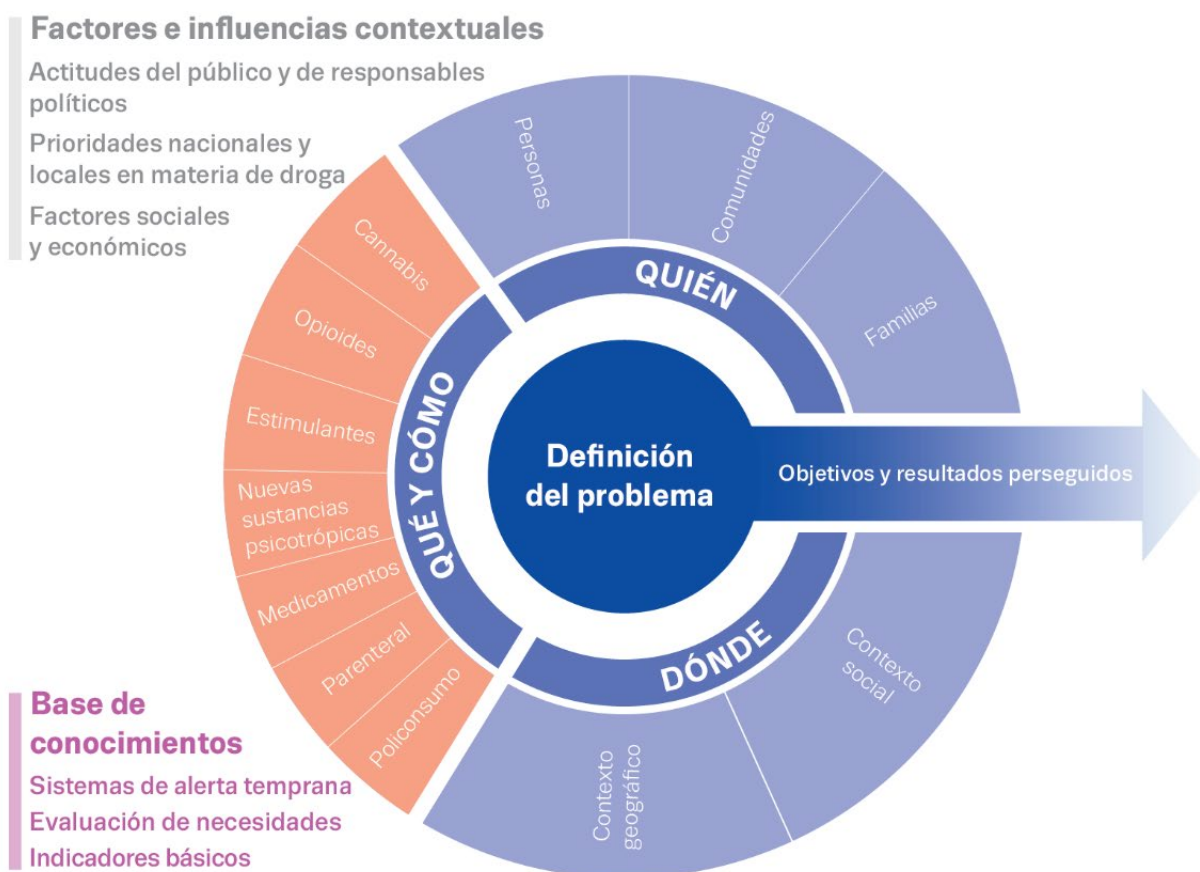 Factores e influencias contextuales
Actitudes del público y de responsables
políticos
Prioridades nacionales y
locales en materia de droga
Factores sociales
y económicos
Personas
Comunidades
Familias
QUIÉN
Cannabis
Opioides
Estimulantes
Nuevas
sustancias
psicotrópicas
Medicamentos
Parenteral
Policonsumo
QUÉ Y CÓMO
Definición
del problema
Objetivos y resultados perseguidos
DÓNDE
Contexto
social
Contexto
geográfico
Base de
conocimientos
Sistemas de alerta temprana
Evaluación de necesidades
Indicadores básicos